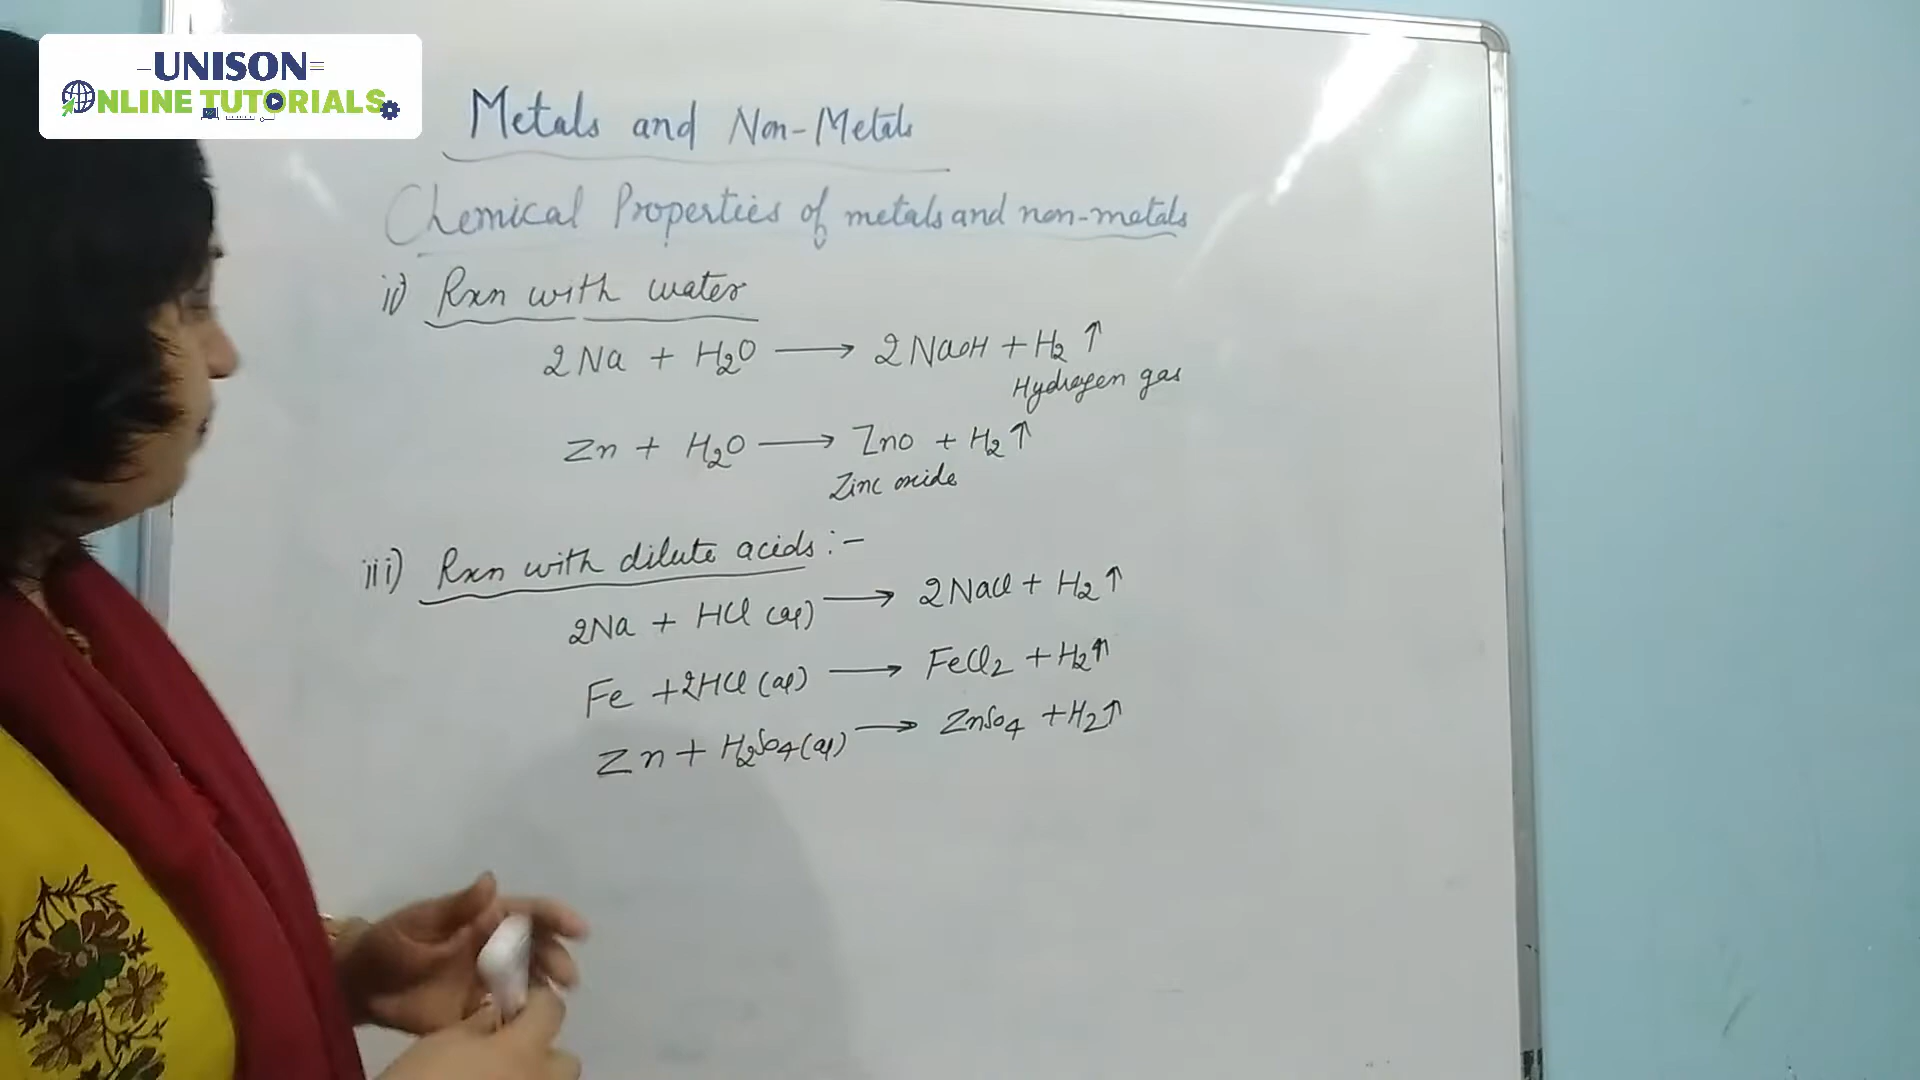 UNISON
ONLINE TUTORIALS
Metals and Non-Metals
Chemical Properties of metals and non-metals
ii) Rxn with water
2Na + H2O ⟶ 2NaOH + H2 ↑
Hydrogen gas
Zn + H2O ⟶ ZnO + H2 ↑
Zinc oxide
iii) Rxn with dilute acids :-
2Na + HCl (aq) ⟶ 2NaCl + H2 ↑
Fe + 2HCl (aq) ⟶ FeCl2 + H2 ↑
Zn + H2SO4 (aq) ⟶ ZnSO4 + H2 ↑